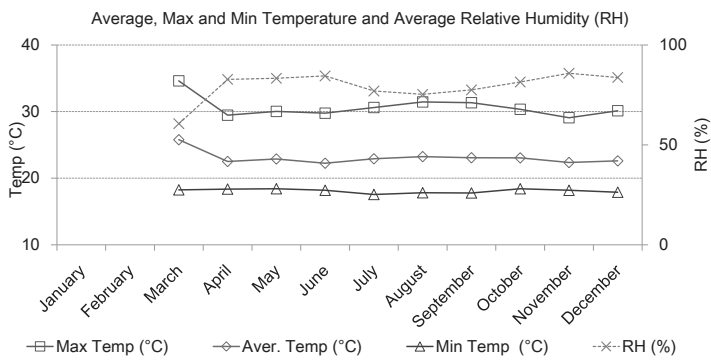 Average, Max and Min Temperature and Average Relative Humidity (RH)
40
30
20
10
Temp (°C)
100
50
0
RH (%)
January
February
March
April
May
June
July
August
September
October
November
December
Max Temp (°C) Aver. Temp (°C) Min Temp (°C) RH (%)